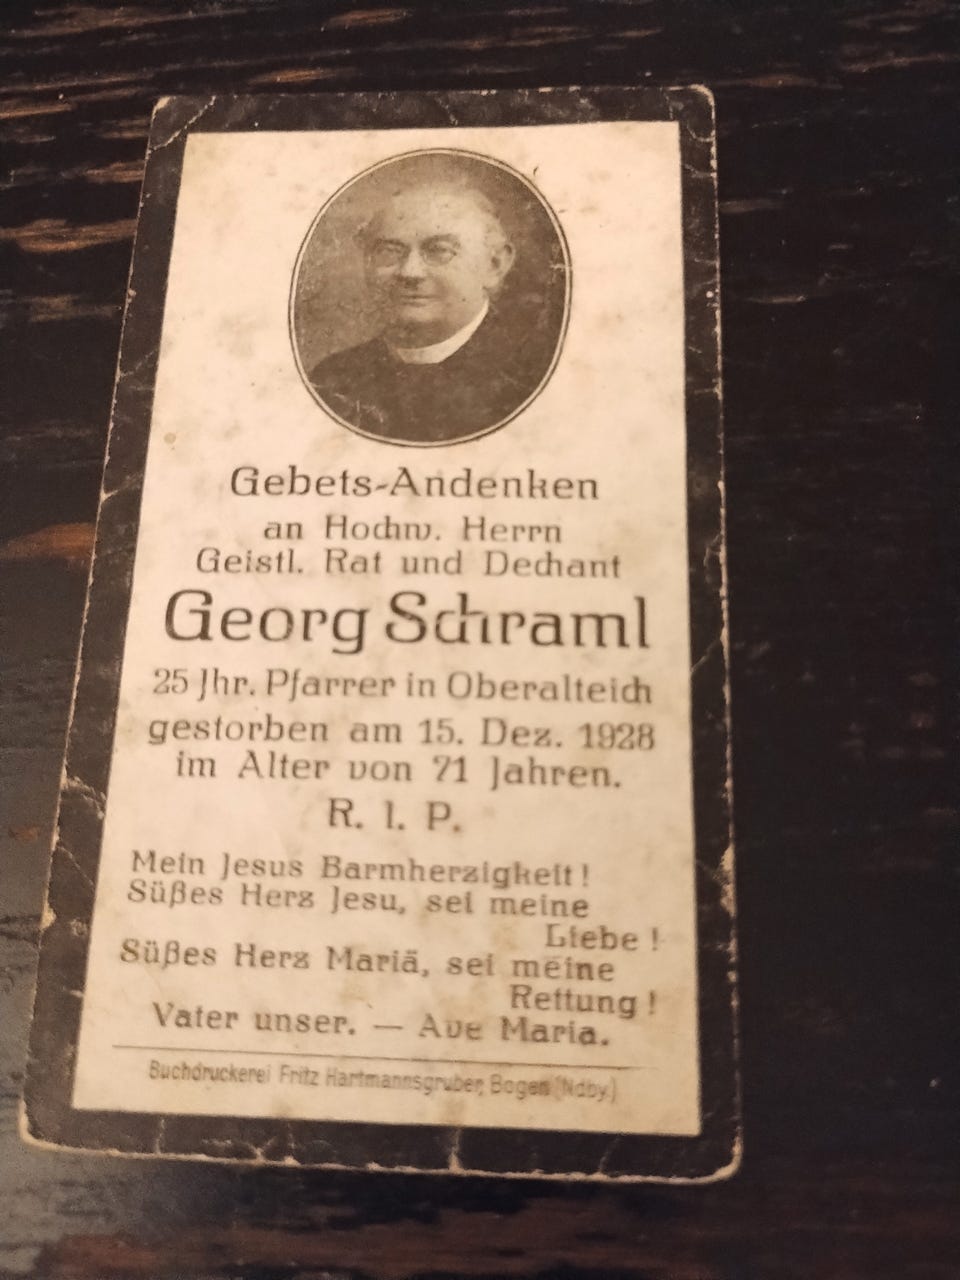 Gebets-Andenken
an Hochw. Herrn
Geistl. Rat und Dechant
Georg Schraml
25 Jhr. Pfarrer in Oberalteich
gestorben am 15. Dez. 1928
im Alter von 71 Jahren.
R. I. P.
Mein Jesus Barmherzigkeit!
Süßes Herz Jesu, sei meine
Liebe!
Süßes Herz Mariä, sei meine
Rettung!
Vater unser. — Ave Maria.
Buchdruckerei Fritz Hartmannsgruber, Bogen (Ndby)